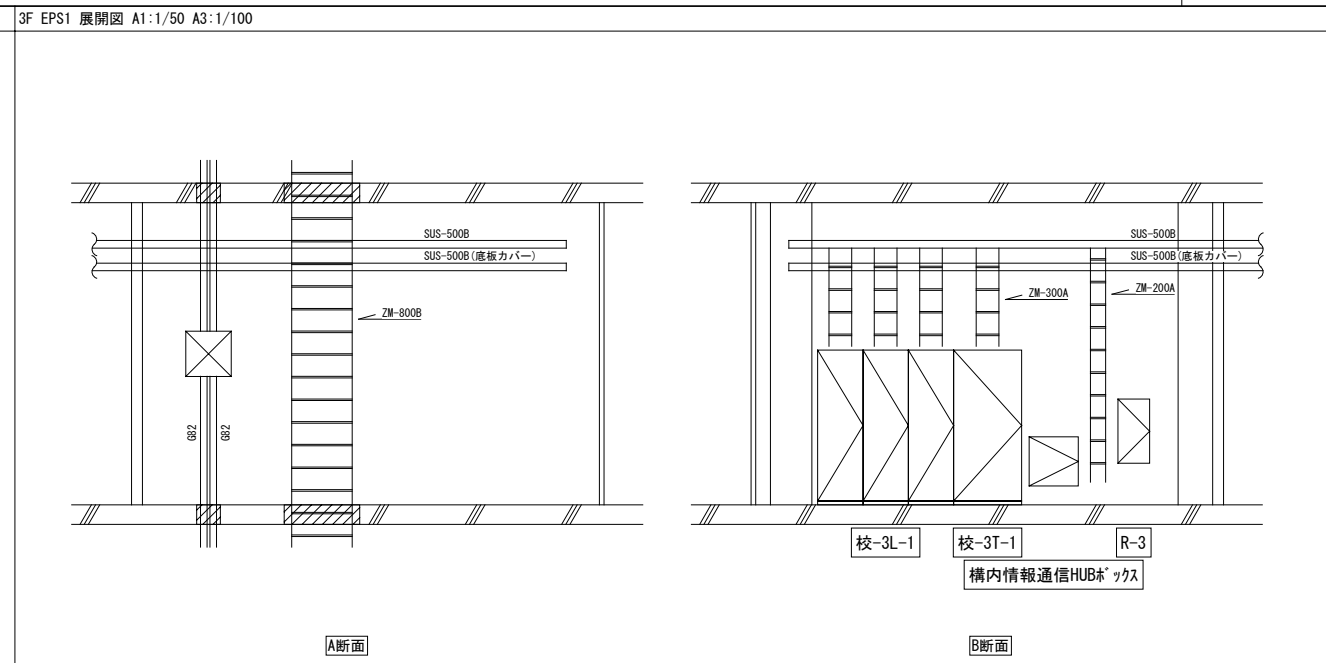 3F EPS1 展開図 A1:1/50 A3:1/100
SUS-500B
SUS-500B(底板カバー)
ZM-800B
G82
G82
A断面
SUS-500B
SUS-500B(底板カバー)
ZM-300A
ZM-200A
校-3L-1
校-3T-1
R-3
構内情報通信HUBﾎﾞｯｸｽ
B断面